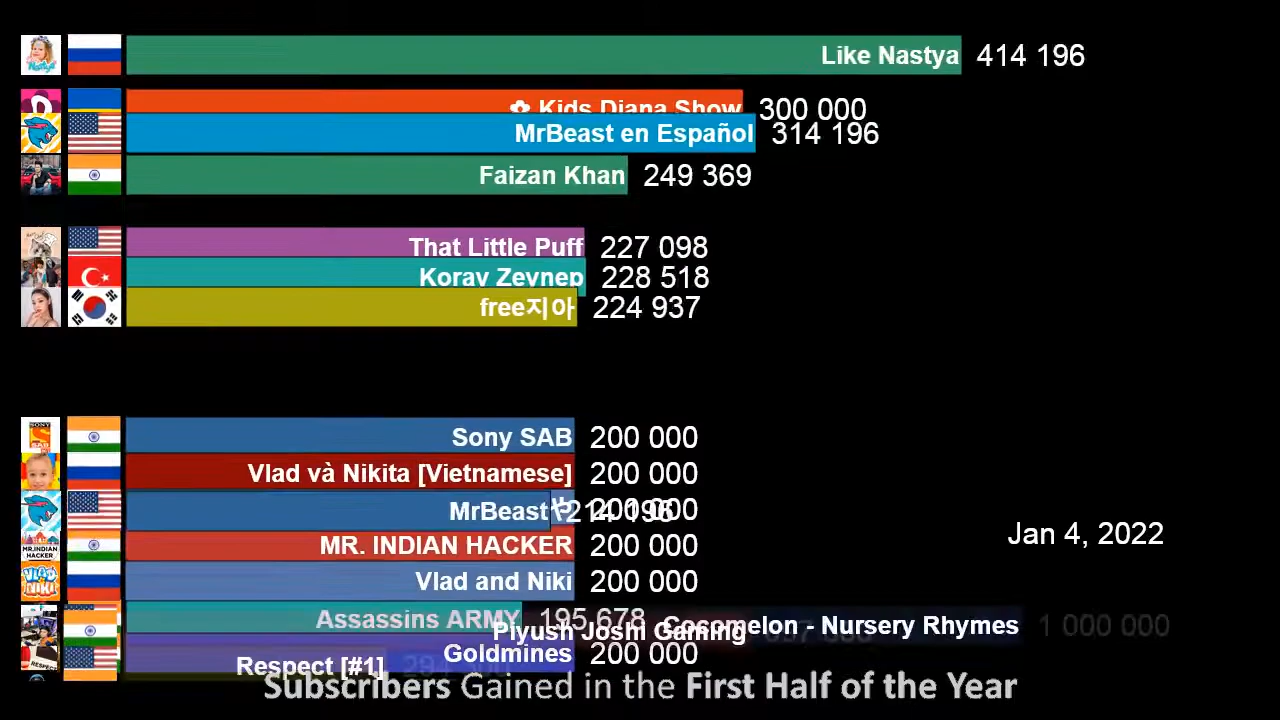 Like Nastya 414 196
✿ Kids Diana Show 300 000
MrBeast en Español 314 196
Faizan Khan 249 369
That Little Puff 227 098
Koray Zeynep 228 518
free지아 224 937
Sony SAB 200 000
Vlad và Nikita [Vietnamese] 200 000
MrBeast 200 000
MR. INDIAN HACKER 200 000
Jan 4, 2022
Vlad and Niki 200 000
Assassins ARMY 195 678
Cocomelon - Nursery Rhymes 1 000 000
Piyush Joshi Gaming
Goldmines 200 000
Respect [#1]
Subscribers Gained in the First Half of the Year